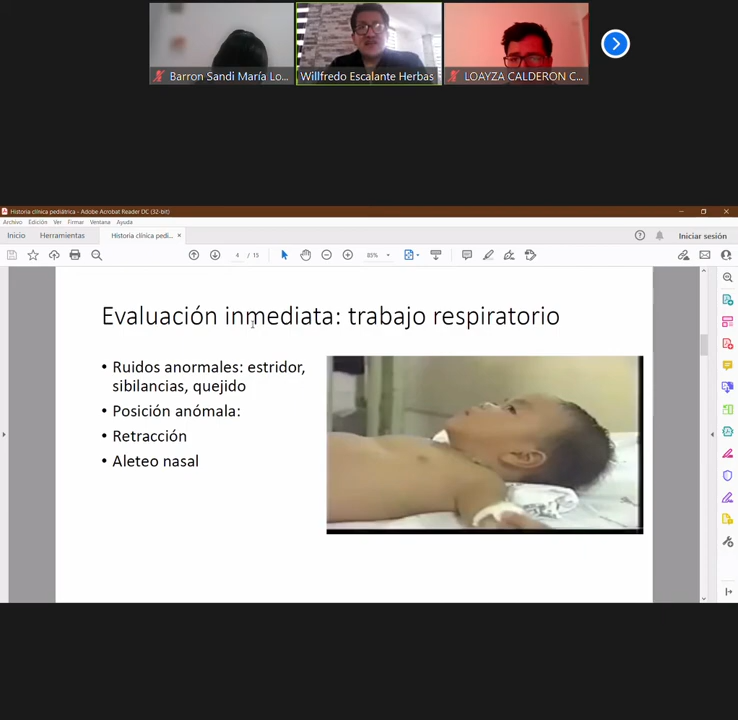 Barron Sandi María Lo...
Willfredo Escalante Herbas
LOAYZA CALDERON C...
Historia clínica pediátrica - Adobe Acrobat Reader DC (32-bit)
Archivo Edición Ver Firmar Ventana Ayuda
Inicio Herramientas Historia clínica pedi... × Iniciar sesión
4 / 15 85%
Evaluación inmediata: trabajo respiratorio
• Ruidos anormales: estridor,
sibilancias, quejido
• Posición anómala:
• Retracción
• Aleteo nasal